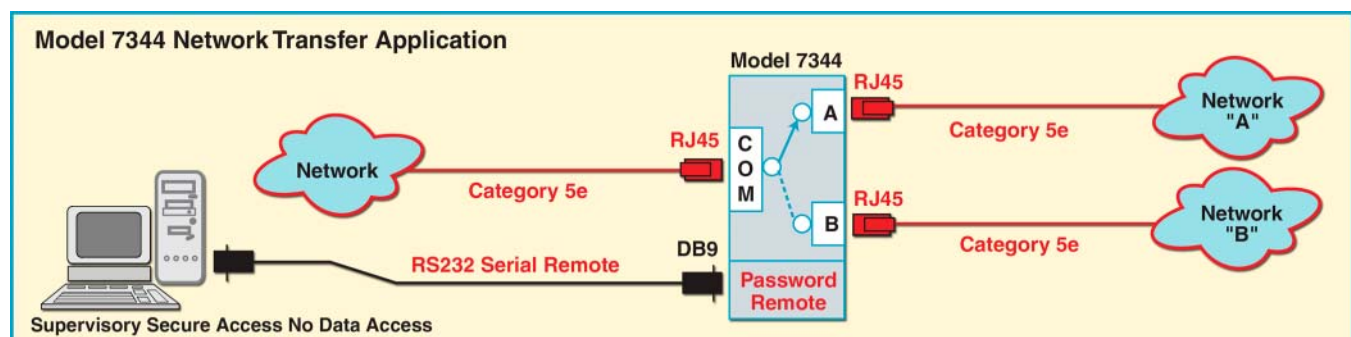 Model 7344 Network Transfer Application
Model 7344
RJ45
A
Network
"A"
Category 5e
RJ45
C
O
M
Network
Category 5e
RJ45
B
Network
"B"
Category 5e
DB9
RS232 Serial Remote
Password
Remote
Supervisory Secure Access No Data Access